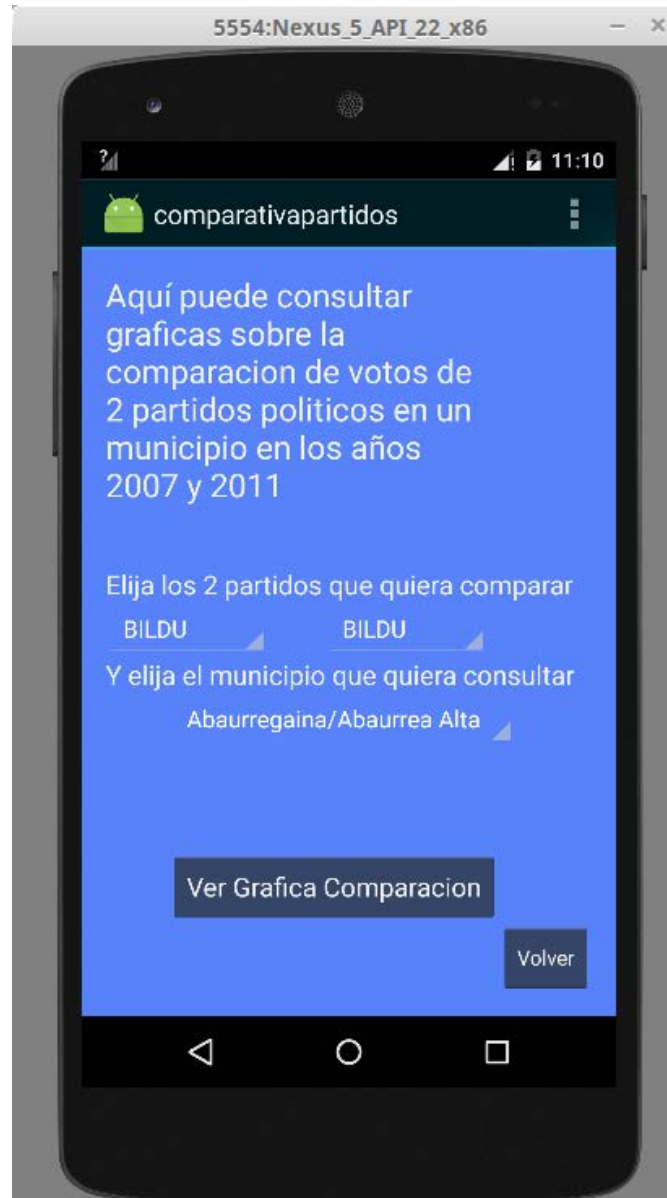 5554:Nexus_5_API_22_x86
11:10
comparativapartidos
Aquí puede consultar
graficas sobre la
comparacion de votos de
2 partidos politicos en un
municipio en los años
2007 y 2011
Elija los 2 partidos que quiera comparar
BILDU BILDU
Y elija el municipio que quiera consultar
Abaurregaina/Abaurrea Alta
Ver Grafica Comparacion
Volver